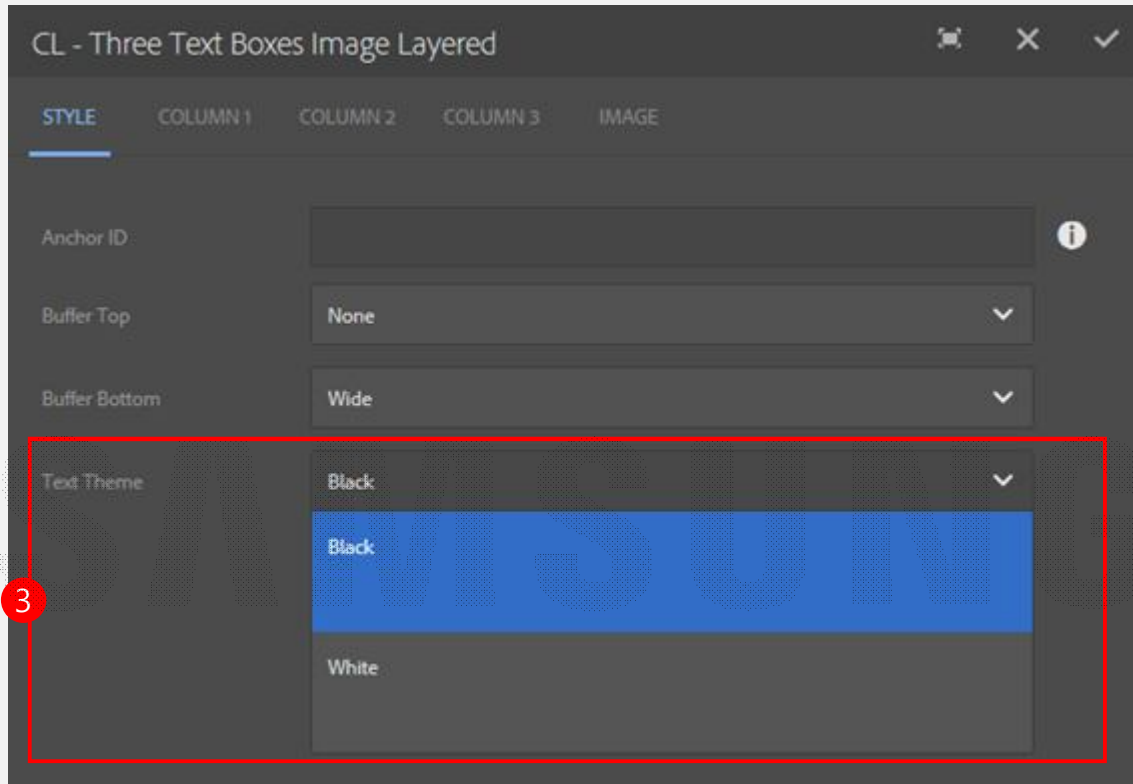 CL - Three Text Boxes Image Layered
STYLE COLUMN 1 COLUMN 2 COLUMN 3 IMAGE
Anchor ID
Buffer Top None
Buffer Bottom Wide
Text Theme Black
SAMSUNG
Black
3
White